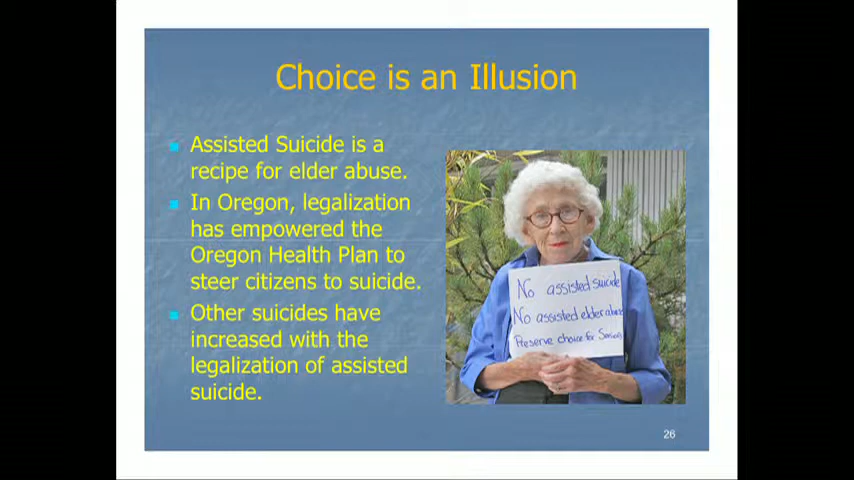 Choice is an Illusion
Assisted Suicide is a
recipe for elder abuse.
In Oregon, legalization
has empowered the
Oregon Health Plan to
steer citizens to suicide.
Other suicides have
increased with the
legalization of assisted
suicide.
No assisted suicide
No assisted elder abuse
Preserve choice for Seniors
26